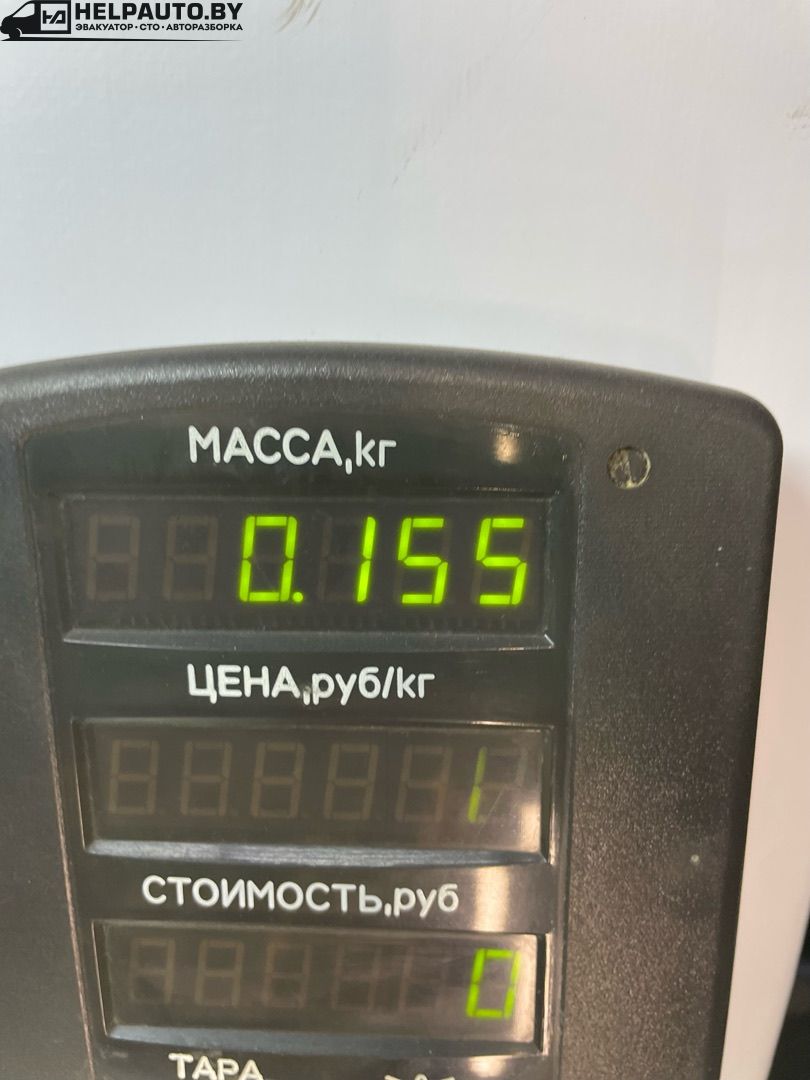 HELPAUTO.BY
ЭВАКУАТОР • СТО • АВТОРАЗБОРКА
МАССА,кг
0.155
ЦЕНА,руб/кг
1
СТОИМОСТЬ,руб
0
ТАРА